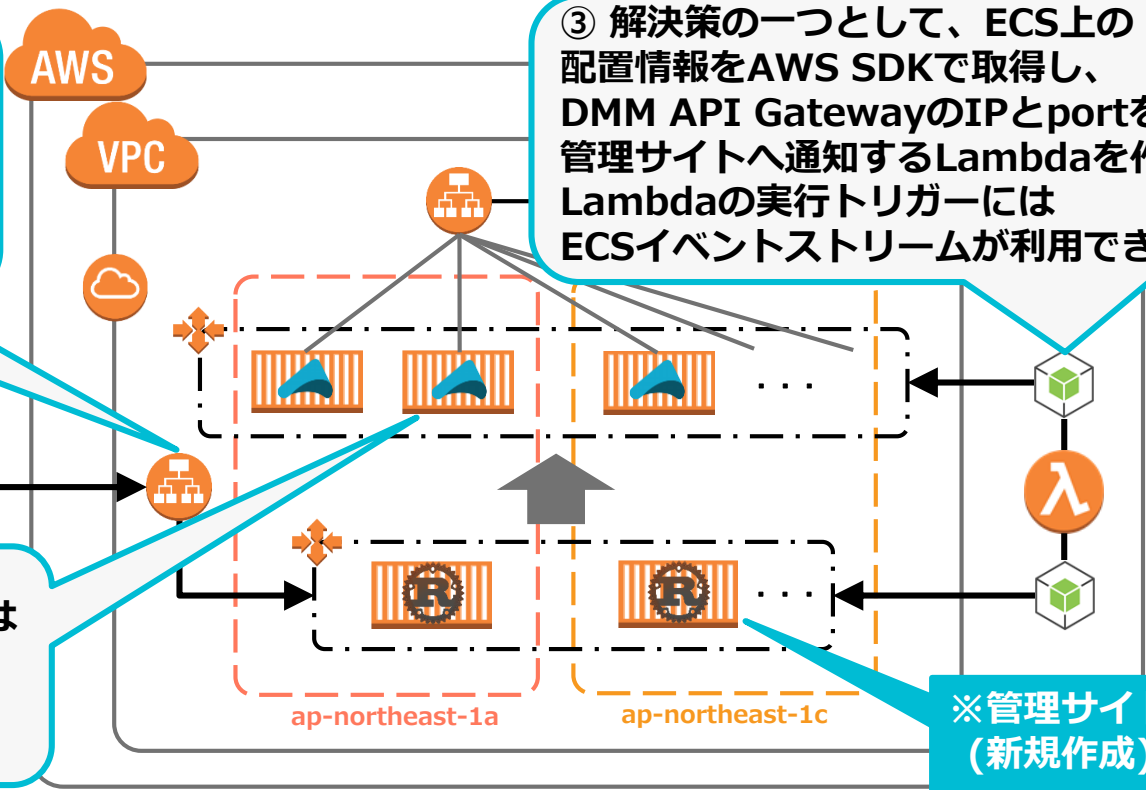 AWS
VPC
③ 解決策の一つとして、ECS上の
配置情報をAWS SDKで取得し、
DMM API GatewayのIPとportを
管理サイトへ通知するLambdaを作
Lambdaの実行トリガーには
ECSイベントストリームが利用でき
. . .
R
R
. . .
λ
は
ap-northeast-1a
ap-northeast-1c
※管理サイ
(新規作成)